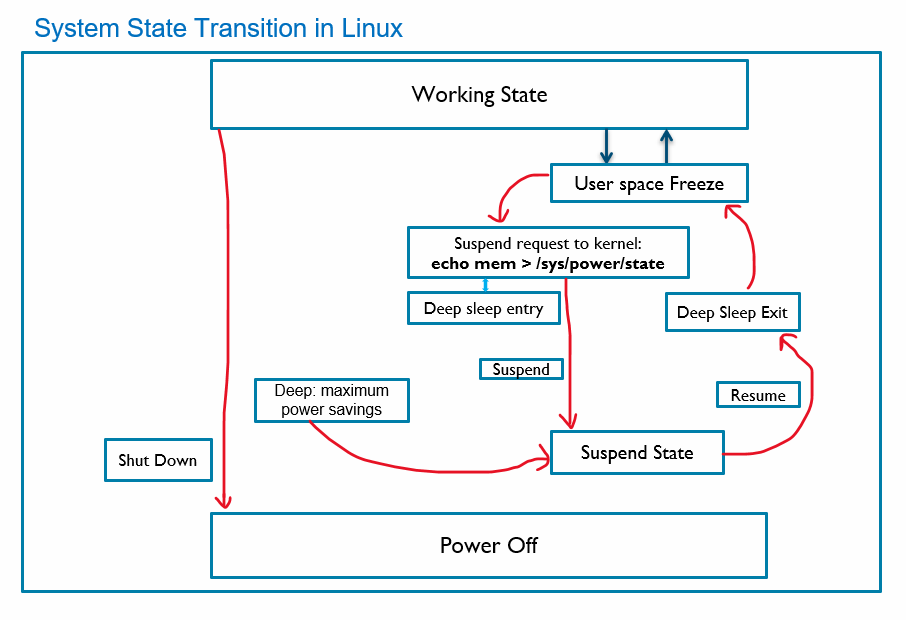 System State Transition in Linux
Working State
User space Freeze
Suspend request to kernel:
echo mem > /sys/power/state
Deep sleep entry
Deep Sleep Exit
Suspend
Deep: maximum
power savings
Resume
Shut Down
Suspend State
Power Off